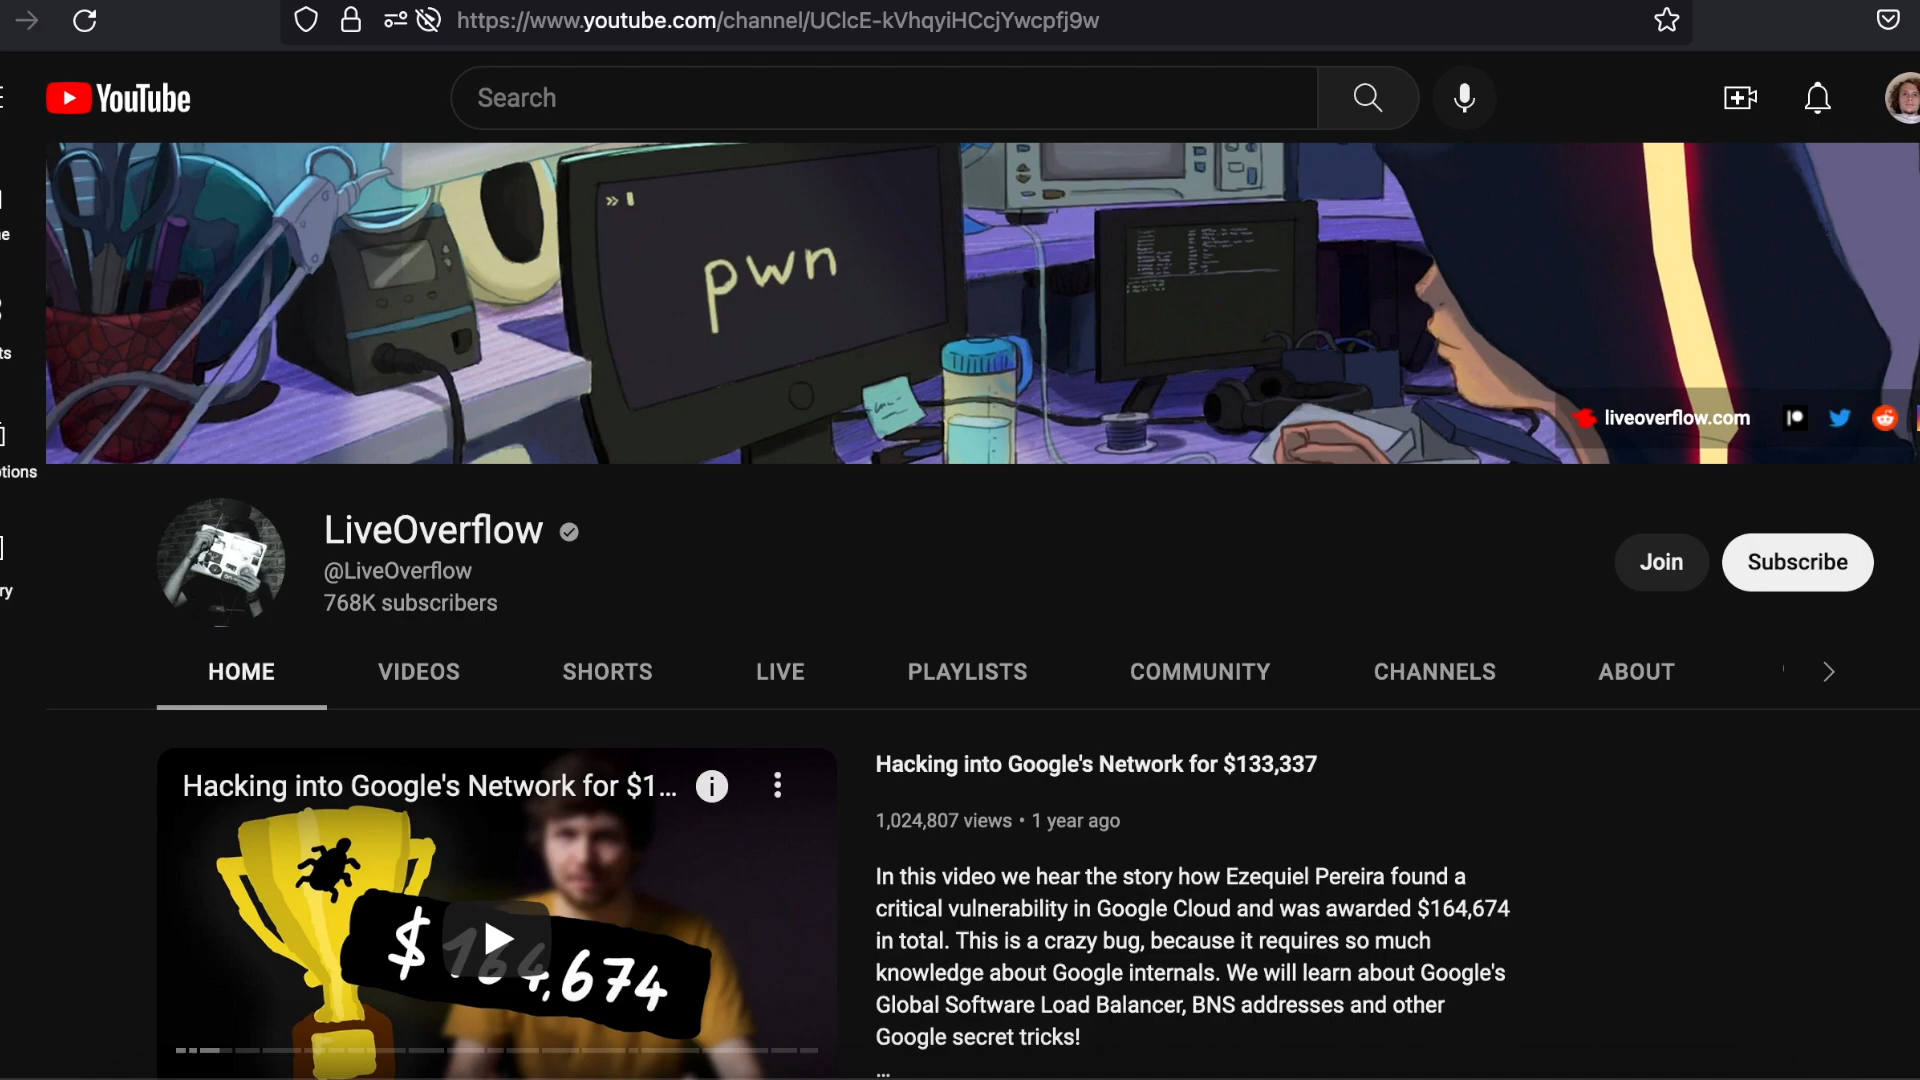 https://www.youtube.com/channel/UClcE-kVhqyiHCcjYwcpfj9w
YouTube
Search
pwn
liveoverflow.com
LiveOverflow
@LiveOverflow
768K subscribers
Join
Subscribe
HOME
VIDEOS
SHORTS
LIVE
PLAYLISTS
COMMUNITY
CHANNELS
ABOUT
Hacking into Google's Network for $1...
$164,674
Hacking into Google's Network for $133,337
1,024,807 views • 1 year ago
In this video we hear the story how Ezequiel Pereira found a
critical vulnerability in Google Cloud and was awarded $164,674
in total. This is a crazy bug, because it requires so much
knowledge about Google internals. We will learn about Google's
Global Software Load Balancer, BNS addresses and other
Google secret tricks!
...